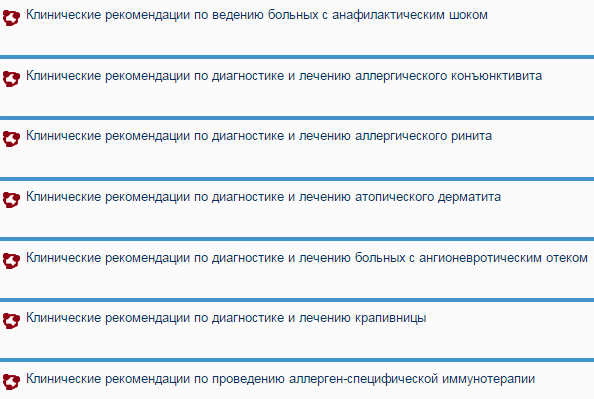 Клинические рекомендации по ведению больных с анафилактическим шоком
Клинические рекомендации по диагностике и лечению аллергического конъюнктивита
Клинические рекомендации по диагностике и лечению аллергического ринита
Клинические рекомендации по диагностике и лечению атопического дерматита
Клинические рекомендации по диагностике и лечению больных с ангионевротическим отеком
Клинические рекомендации по диагностике и лечению крапивницы
Клинические рекомендации по проведению аллерген-специфической иммунотерапии